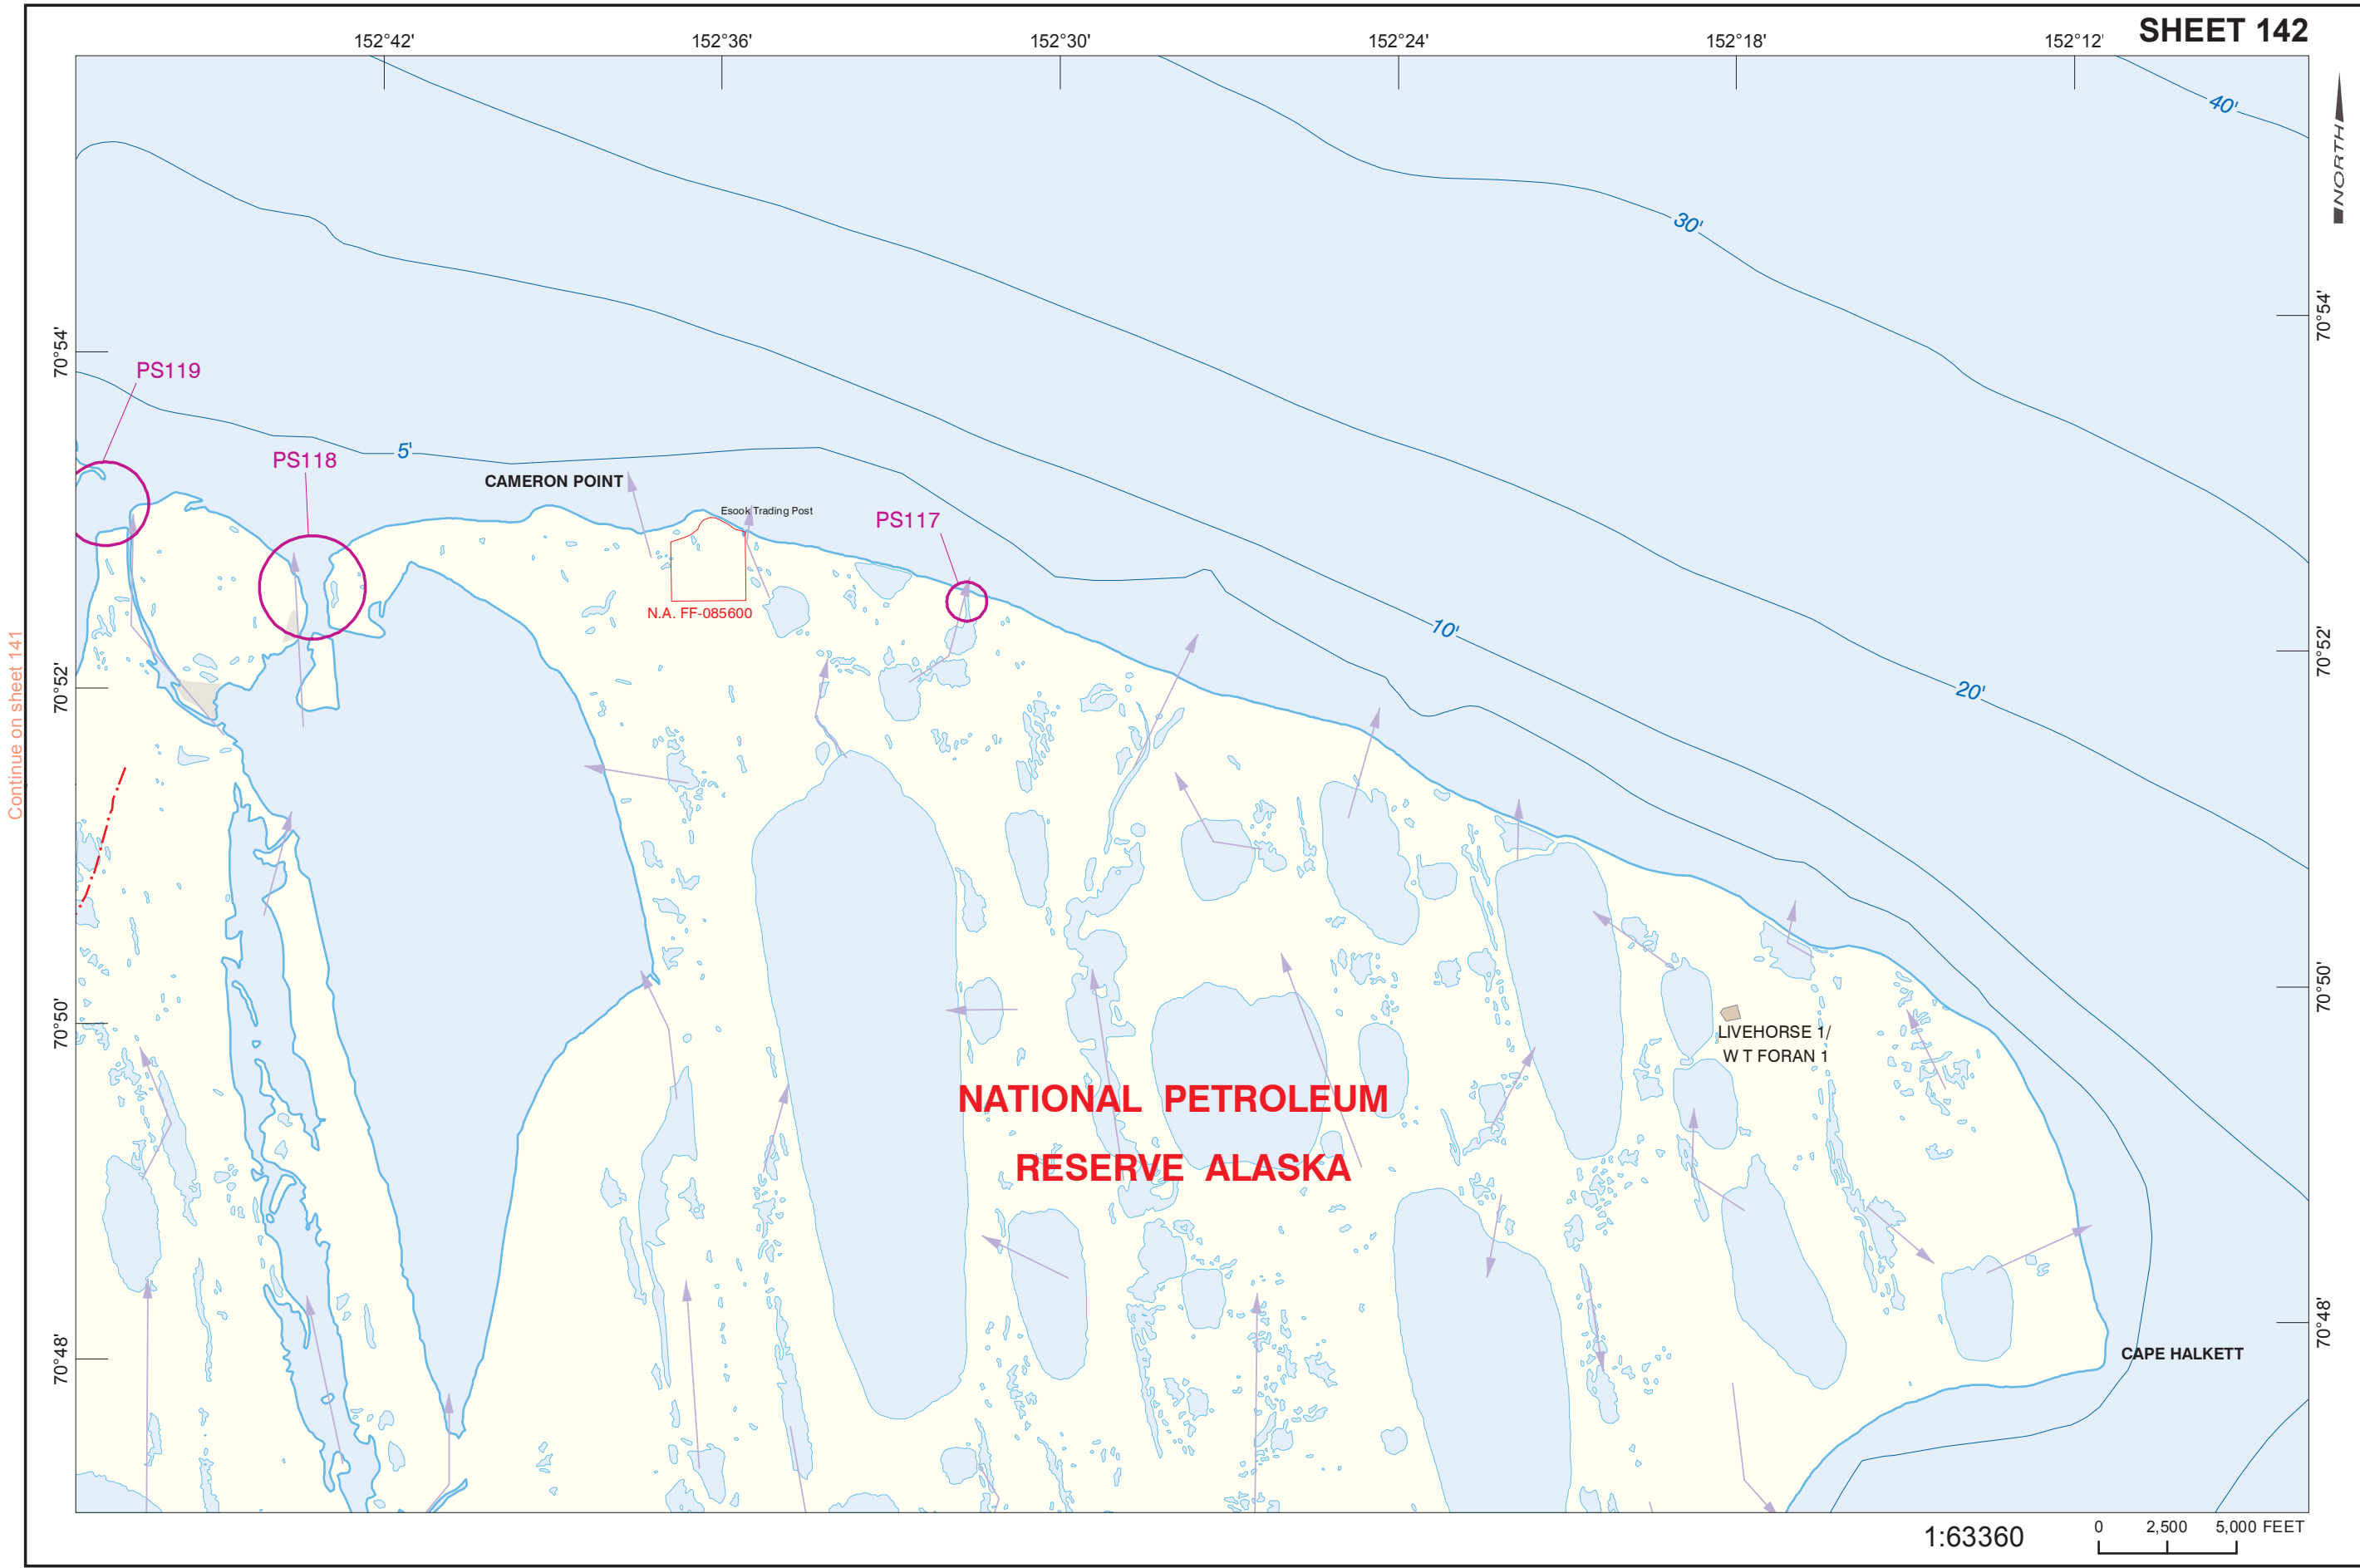 SHEET 142
152°42' 152°36' 152°30' 152°24' 152°18' 152°12'
40'
NORTH
30'
70°54'
70°54'
PS119
5'
PS118
CAMERON POINT
Esook Trading Post
PS117
N.A. FF-085600
10'
70°52'
70°52'
20'
Continue on sheet 141
70°50'
70°50'
LIVEHORSE 1/
W T FORAN 1
NATIONAL PETROLEUM
RESERVE ALASKA
70°48'
70°48'
CAPE HALKETT
1:63360
0 2,500 5,000 FEET